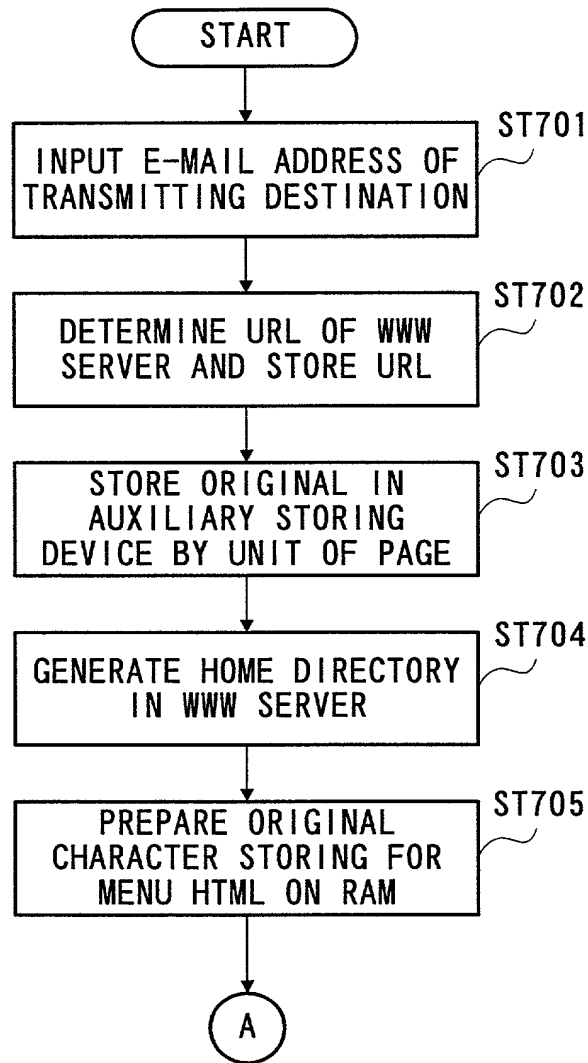 START
ST701
INPUT E-MAIL ADDRESS OF
TRANSMITTING DESTINATION
ST702
DETERMINE URL OF WWW
SERVER AND STORE URL
ST703
STORE ORIGINAL IN
AUXILIARY STORING
DEVICE BY UNIT OF PAGE
ST704
GENERATE HOME DIRECTORY
IN WWW SERVER
ST705
PREPARE ORIGINAL
CHARACTER STORING FOR
MENU HTML ON RAM
A